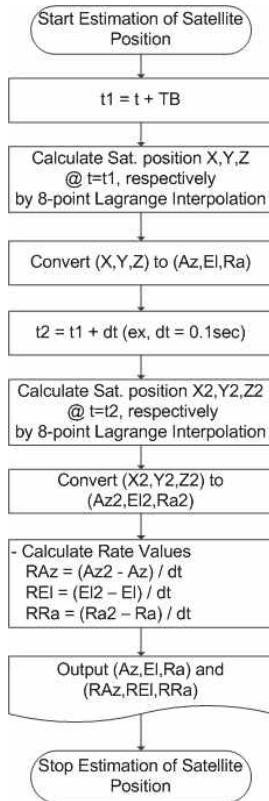 Start Estimation of Satellite
Position
t1 = t + TB
Calculate Sat. position X,Y,Z
@ t=t1, respectively
by 8-point Lagrange Interpolation
Convert (X,Y,Z) to (Az,El,Ra)
t2 = t1 + dt (ex, dt = 0.1sec)
Calculate Sat. position X2,Y2,Z2
@ t=t2, respectively
by 8-point Lagrange Interpolation
Convert (X2,Y2,Z2) to
(Az2,El2,Ra2)
- Calculate Rate Values
RAz = (Az2 - Az) / dt
REl = (El2 – El) / dt
RRa = (Ra2 – Ra) / dt
Output (Az,El,Ra) and
(RAz,REl,RRa)
Stop Estimation of Satellite
Position